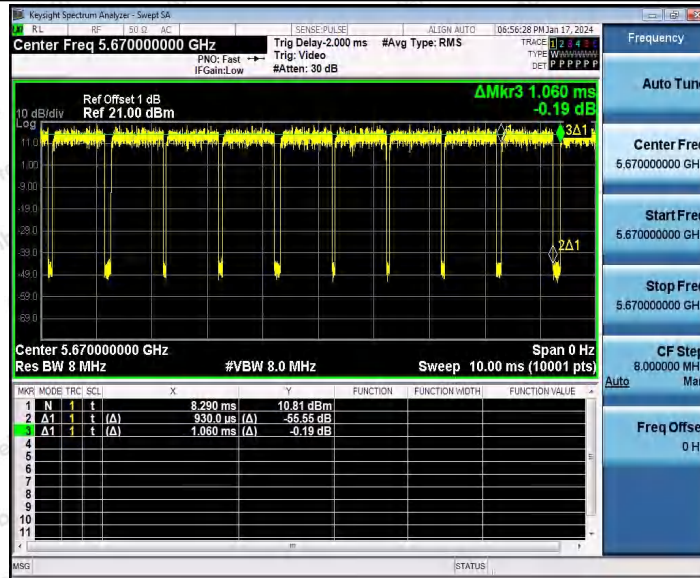 Keysight Spectrum Analyzer - Swept SA
RL RF 50 Ω AC SENSE:PULSE ALIGN AUTO 06:56:28 PM Jan 17, 2024
Center Freq 5.670000000 GHz
PNO: Fast
IFGain:Low
Trig Delay-2.000 ms
Trig: Video
#Atten: 30 dB
#Avg Type: RMS
TRACE 1 2 3 4 5 6
TYPE WWWWWW
DET P P P P P P
Frequency
Auto Tune
Center Freq
5.670000000 GH
Start Freq
5.670000000 GH
Stop Freq
5.670000000 GH
CF Step
8.000000 MH
Auto Ma
Freq Offse
0 H
ΔMkr3 1.060 ms
-0.19 dB
Ref Offset 1 dB
10 dB/div Ref 21.00 dBm
Log
11.0
1.00
-9.00
-19.0
-29.0
-39.0
-49.0
-59.0
-69.0
3Δ1
2Δ1
Center 5.670000000 GHz Span 0 Hz
Res BW 8 MHz #VBW 8.0 MHz Sweep 10.00 ms (10001 pts)
MKR MODE TRC SCL X Y FUNCTION FUNCTION WIDTH FUNCTION VALUE
1 N 1 t 8.290 ms 10.81 dBm
2 Δ1 1 t (Δ) 930.0 µs (Δ) -55.55 dB
3 Δ1 1 t (Δ) 1.060 ms (Δ) -0.19 dB
4
5
6
7
8
9
10
11
MSG STATUS